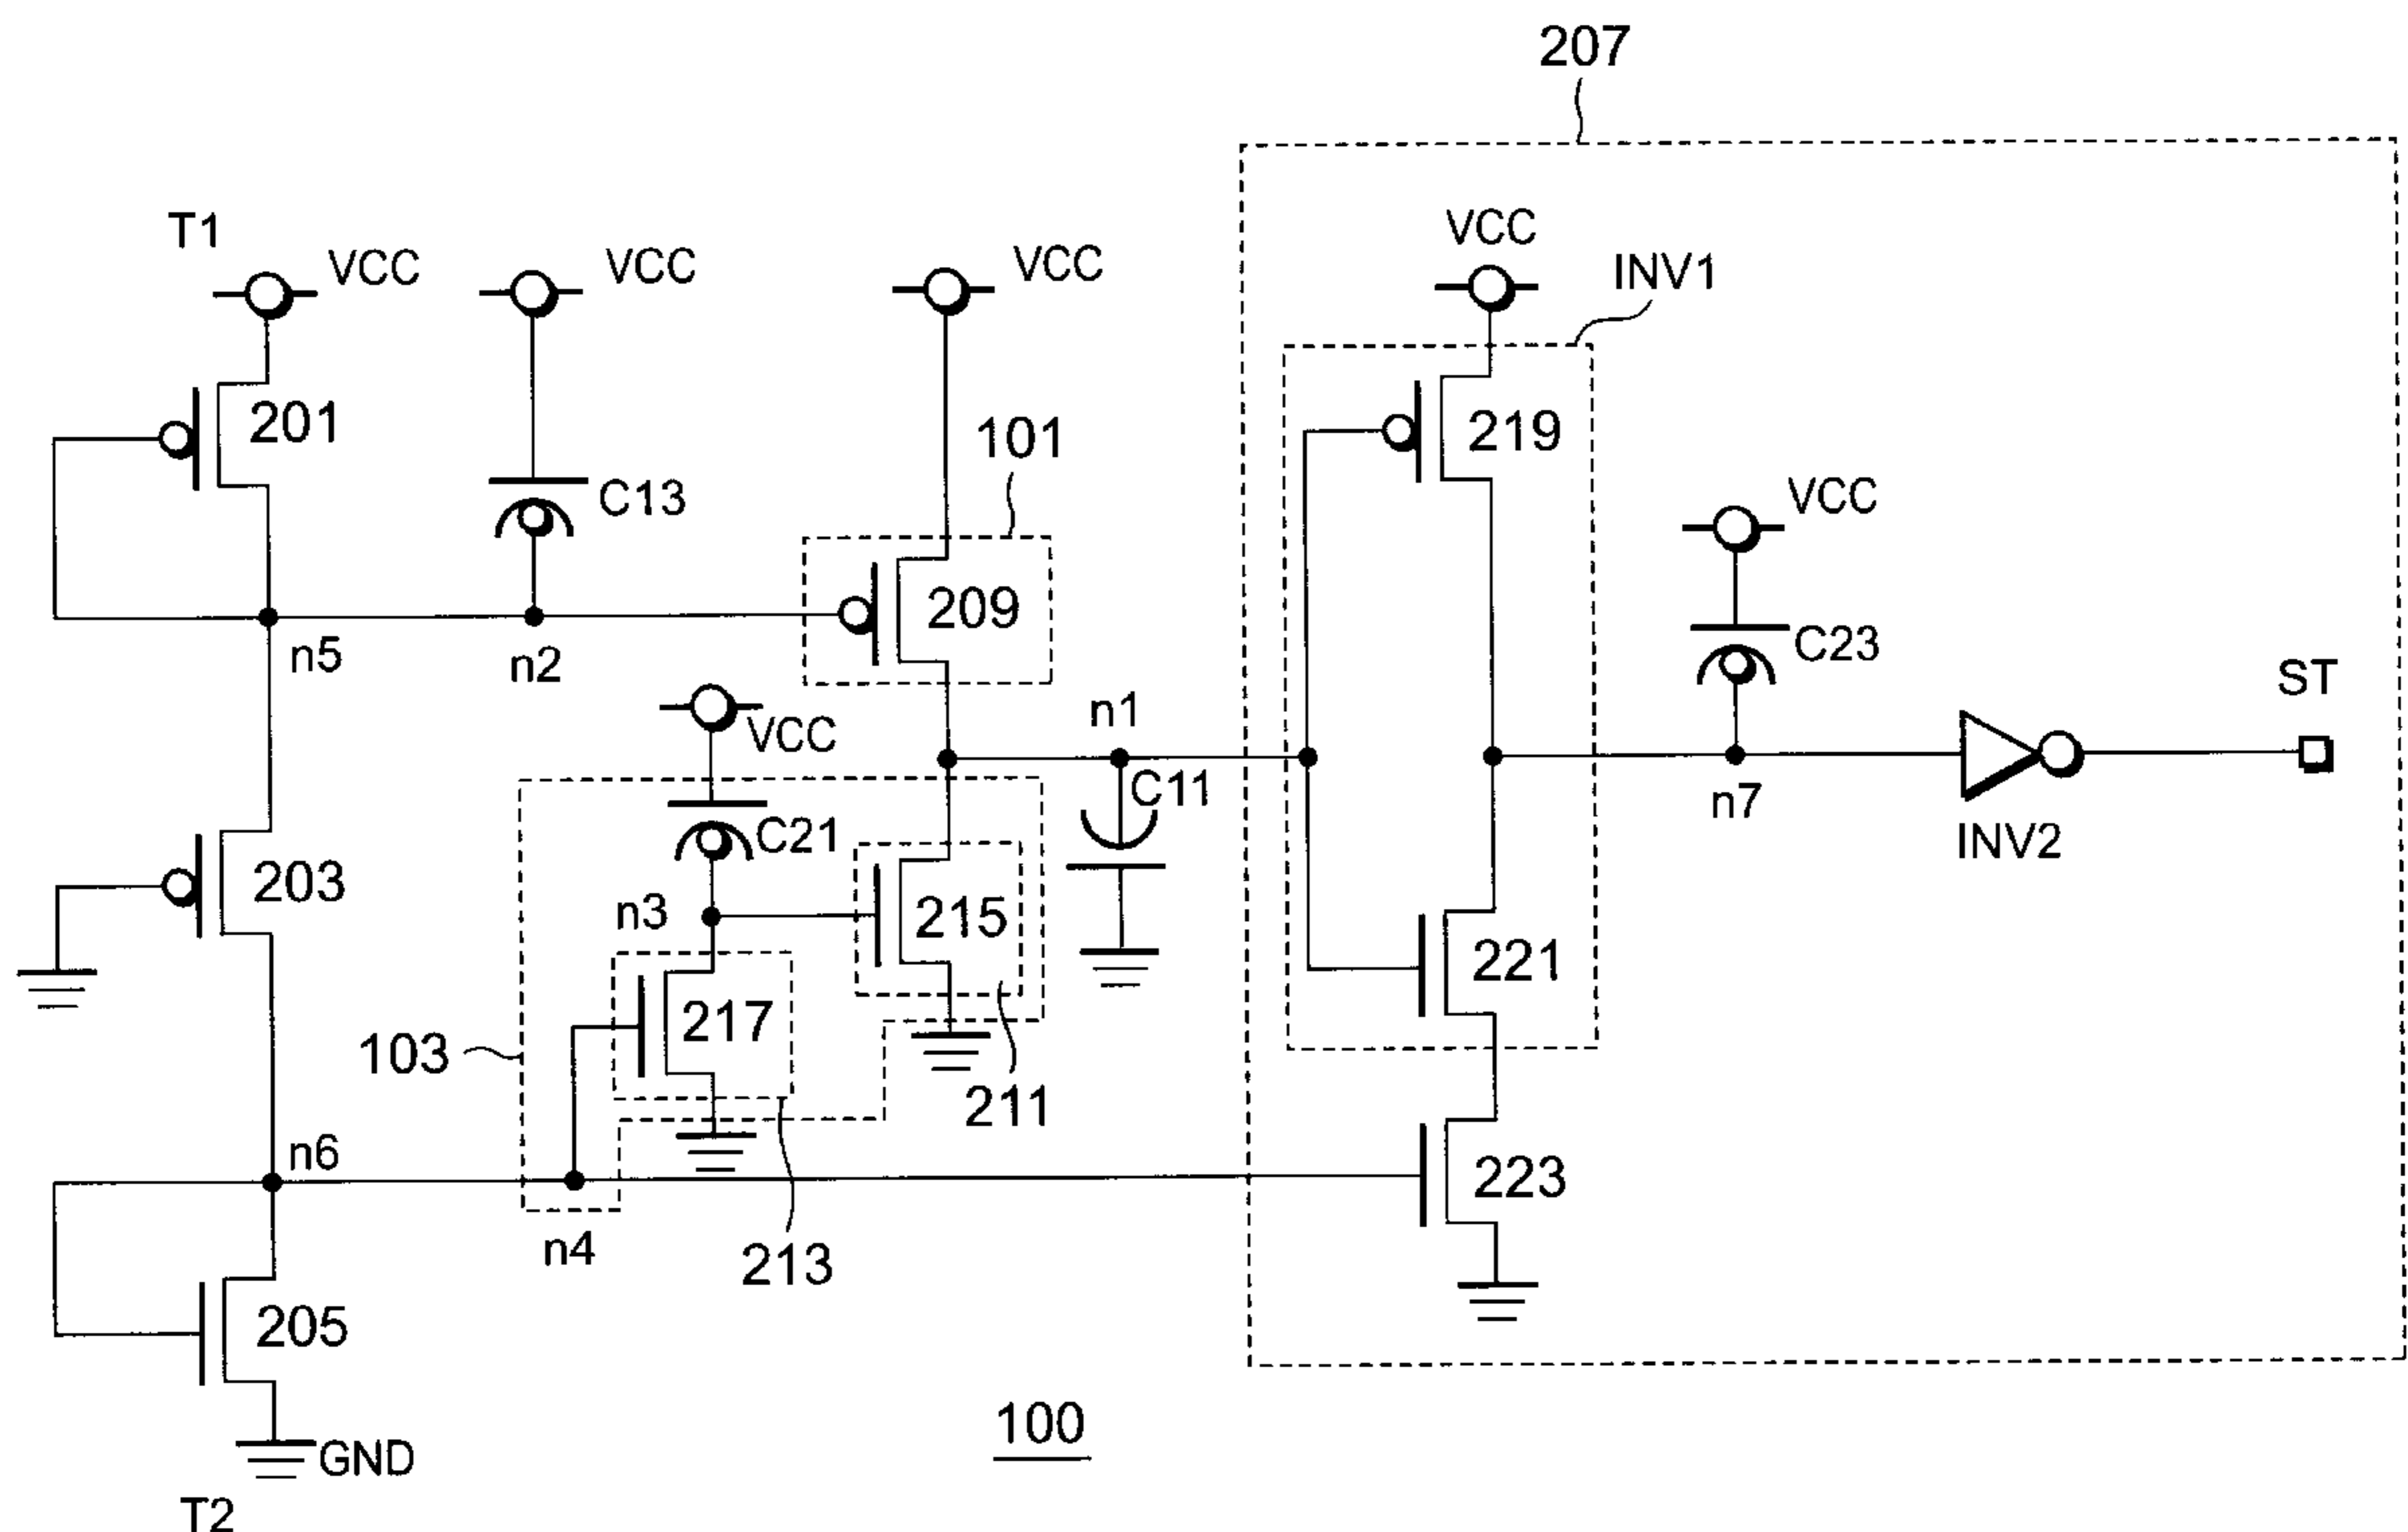 207
T1
VCC
VCC
VCC
VCC
INV1
201
C13
101
219
VCC
209
n5
n2
C23
ST
n1
VCC
C11
n7
C21
INV2
203
n3
215
221
217
103
211
n6
223
n4
213
205
100
GND
T2